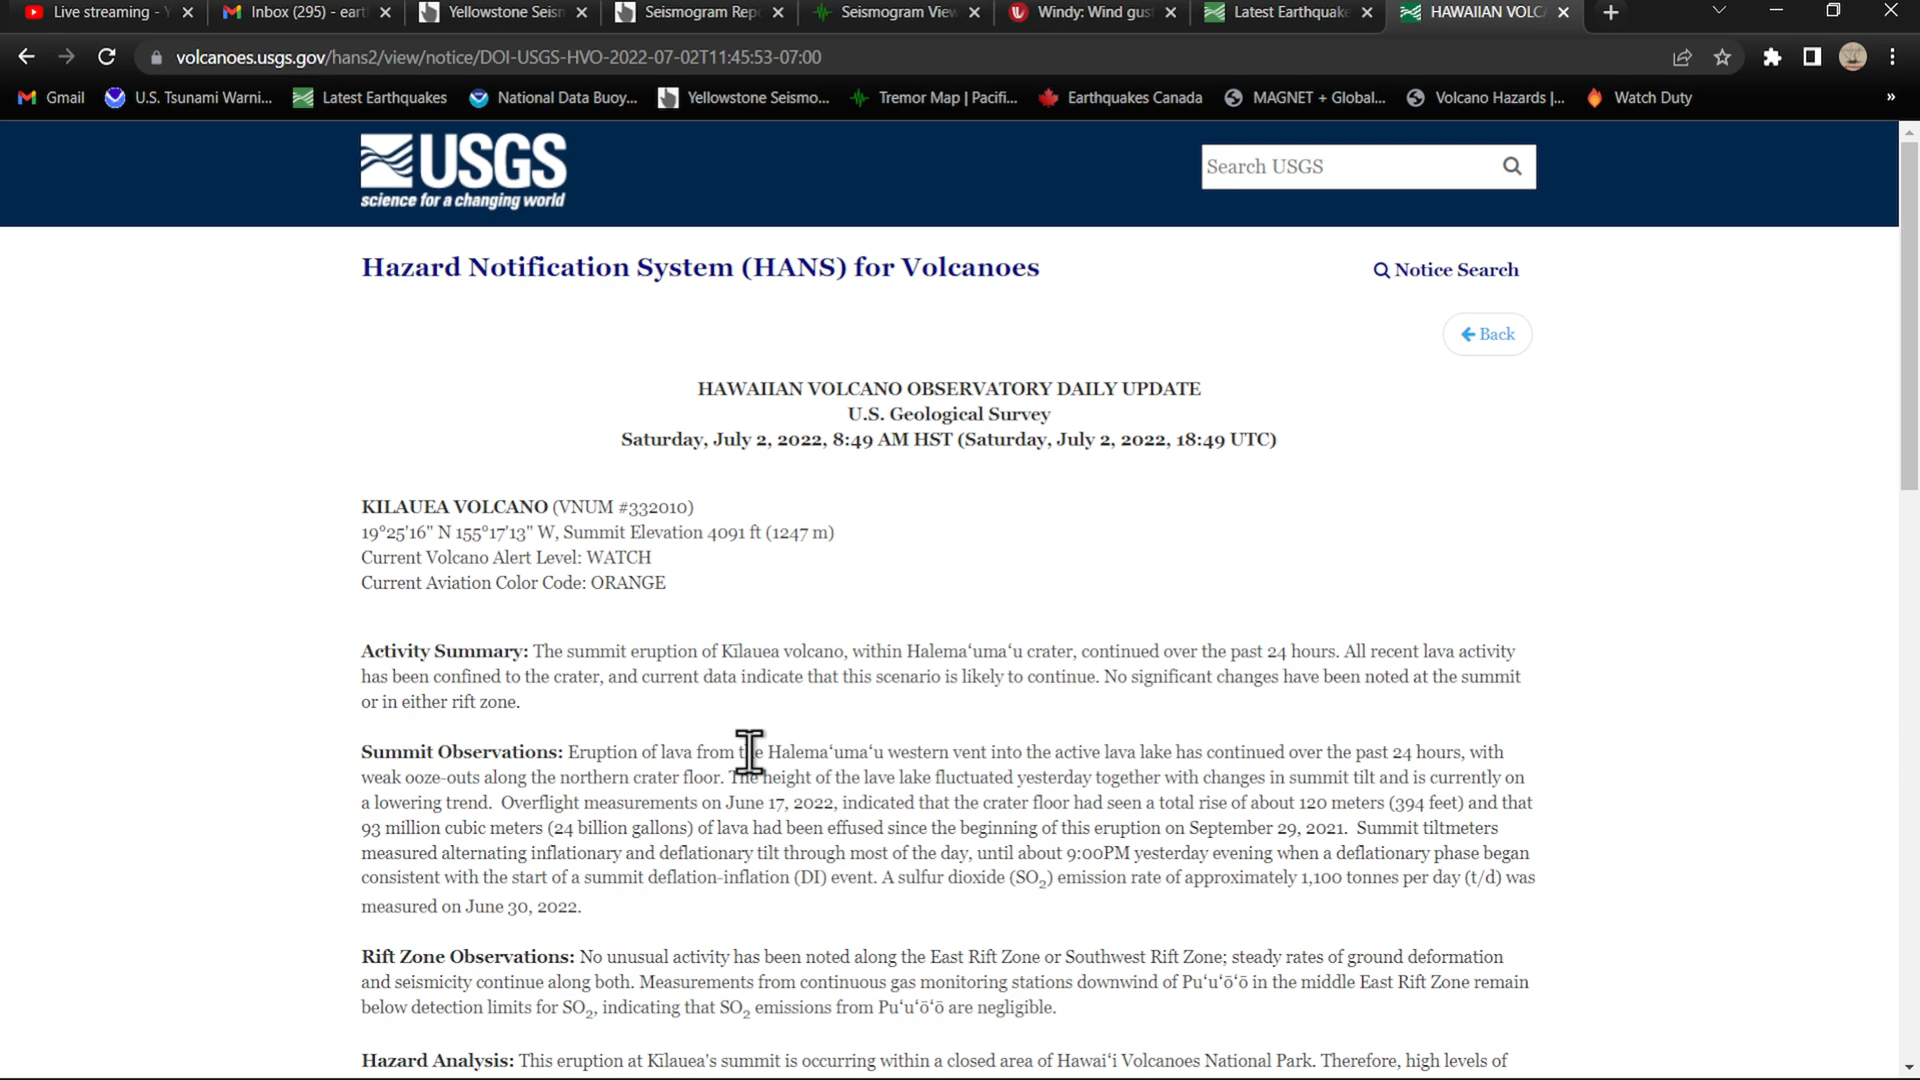 Live streaming -
Inbox (295) - eart
Yellowstone Seisn
Seismogram Rep
Seismogram View
Windy: Wind gus
Latest Earthquake
HAWAIIAN VOLC
volcanoes.usgs.gov/hans2/view/notice/DOI-USGS-HVO-2022-07-02T11:45:53-07:00
Gmail
U.S. Tsunami Warni...
Latest Earthquakes
National Data Buoy...
Yellowstone Seismo...
Tremor Map | Pacifi...
Earthquakes Canada
MAGNET + Global...
Volcano Hazards |...
Watch Duty
»
USGS
science for a changing world
Search USGS
Hazard Notification System (HANS) for Volcanoes
Notice Search
Back
HAWAIIAN VOLCANO OBSERVATORY DAILY UPDATE
U.S. Geological Survey
Saturday, July 2, 2022, 8:49 AM HST (Saturday, July 2, 2022, 18:49 UTC)
KILAUEA VOLCANO (VNUM #332010)
19°25'16" N 155°17'13" W, Summit Elevation 4091 ft (1247 m)
Current Volcano Alert Level: WATCH
Current Aviation Color Code: ORANGE
Activity Summary: The summit eruption of Kīlauea volcano, within Halemaʻumaʻu crater, continued over the past 24 hours. All recent lava activity
has been confined to the crater, and current data indicate that this scenario is likely to continue. No significant changes have been noted at the summit
or in either rift zone.
Summit Observations: Eruption of lava from the Halemaʻumaʻu western vent into the active lava lake has continued over the past 24 hours, with
weak ooze-outs along the northern crater floor. The height of the lave lake fluctuated yesterday together with changes in summit tilt and is currently on
a lowering trend. Overflight measurements on June 17, 2022, indicated that the crater floor had seen a total rise of about 120 meters (394 feet) and that
93 million cubic meters (24 billion gallons) of lava had been effused since the beginning of this eruption on September 29, 2021. Summit tiltmeters
measured alternating inflationary and deflationary tilt through most of the day, until about 9:00PM yesterday evening when a deflationary phase began
consistent with the start of a summit deflation-inflation (DI) event. A sulfur dioxide (SO₂) emission rate of approximately 1,100 tonnes per day (t/d) was
measured on June 30, 2022.
Rift Zone Observations: No unusual activity has been noted along the East Rift Zone or Southwest Rift Zone; steady rates of ground deformation
and seismicity continue along both. Measurements from continuous gas monitoring stations downwind of Puʻuʻōʻō in the middle East Rift Zone remain
below detection limits for SO₂, indicating that SO₂ emissions from Puʻuʻōʻō are negligible.
Hazard Analysis: This eruption at Kīlauea's summit is occurring within a closed area of Hawaiʻi Volcanoes National Park. Therefore, high levels of